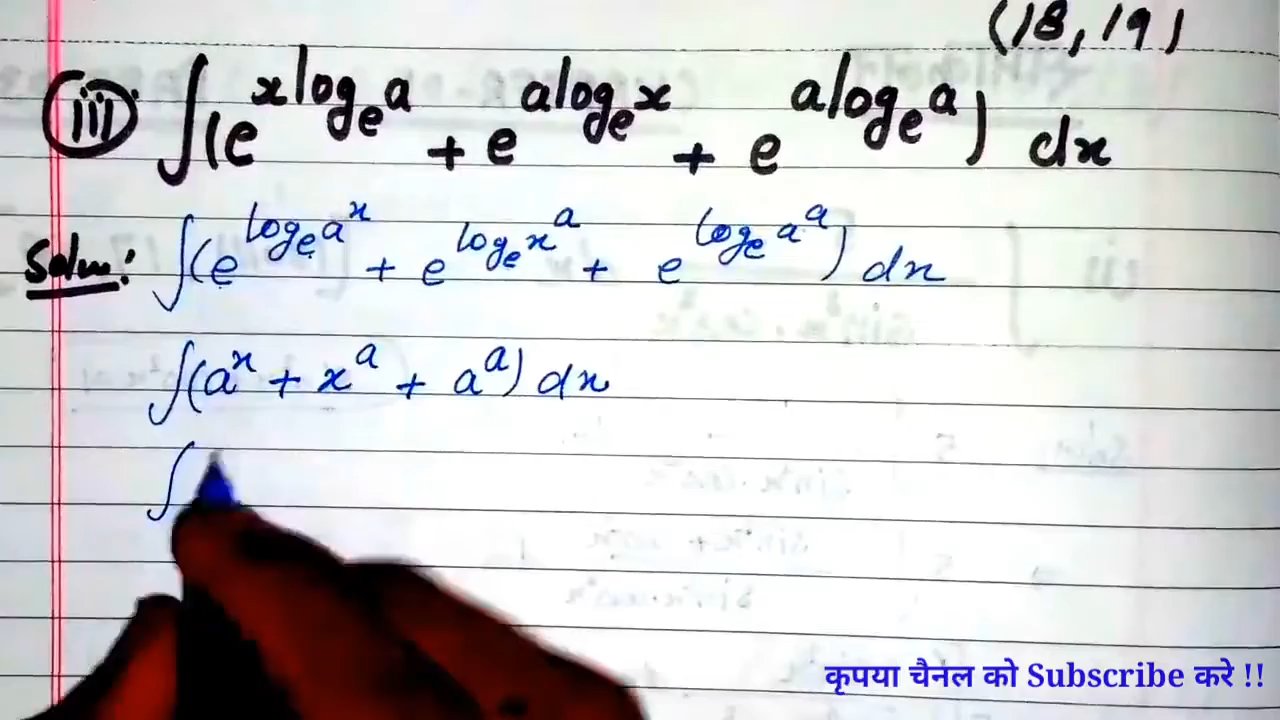 (18, 19)
(iii) ∫(e^{x log_e a} + e^{a log_e x} + e^{a log_e a}) dx
Soln: ∫(e^{log_e a^x} + e^{log_e x^a} + e^{log_e a^a}) dx
∫(a^x + x^a + a^a) dx
∫
कृपया चैनल को Subscribe करे !!